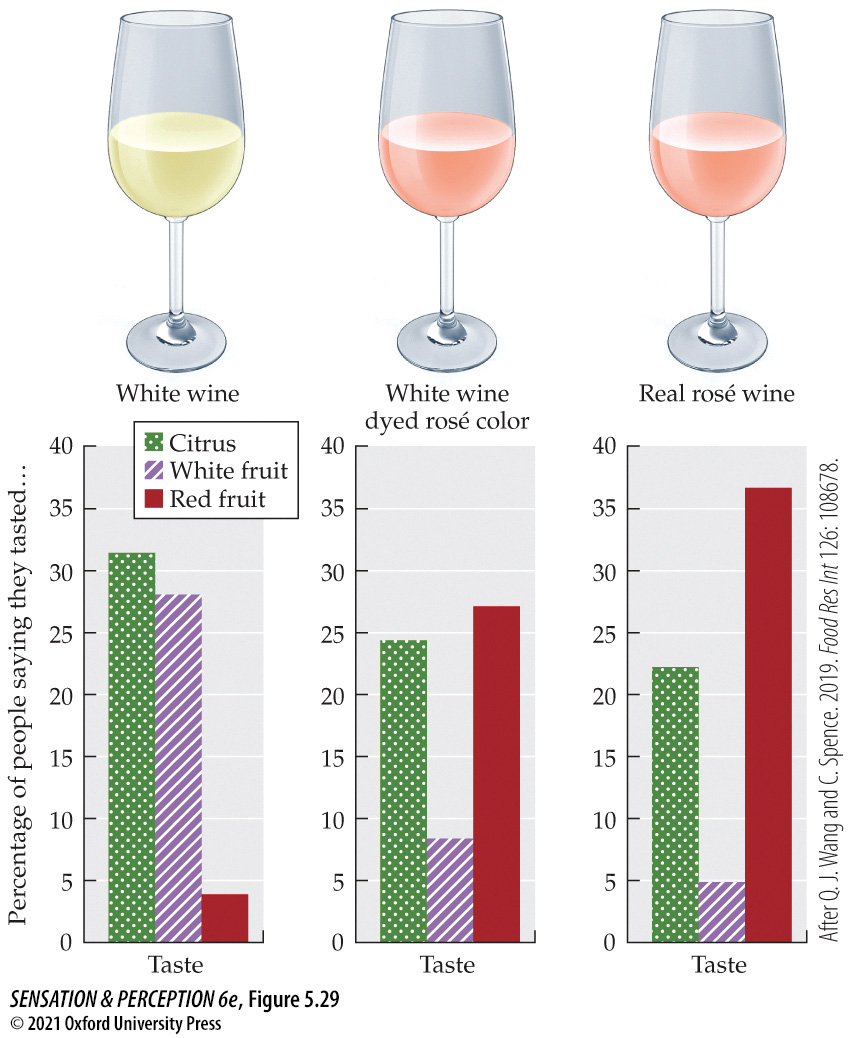 White wine
White wine
dyed rosé color
Real rosé wine
Percentage of people saying they tasted…
Citrus
White fruit
Red fruit
40
35
30
25
20
15
10
5
0
Taste
40
35
30
25
20
15
10
5
0
Taste
40
35
30
25
20
15
10
5
0
Taste
After Q. J. Wang and C. Spence. 2019. Food Res Int 126: 108678.
SENSATION & PERCEPTION 6e, Figure 5.29
© 2021 Oxford University Press